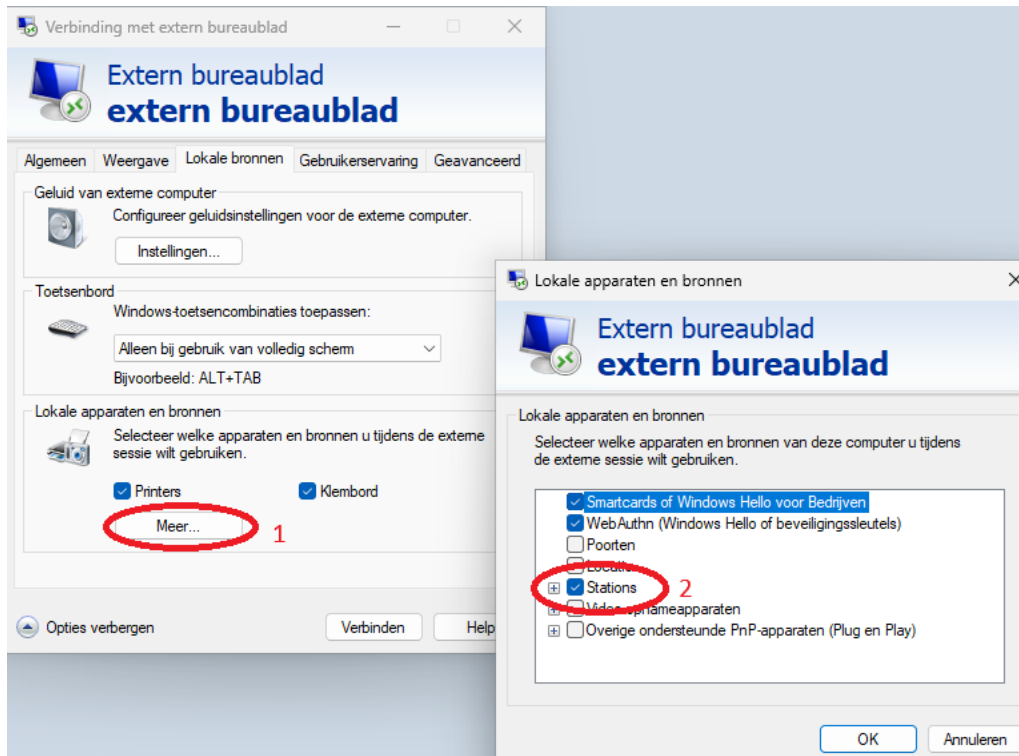 Verbinding met extern bureaublad
Extern bureaublad
extern bureaublad
Algemeen Weergave Lokale bronnen Gebruikerservaring Geavanceerd
Geluid van externe computer
Configureer geluidsinstellingen voor de externe computer.
Instellingen...
Toetsenbord
Windows-toetsencombinaties toepassen:
Alleen bij gebruik van volledig scherm
Bijvoorbeeld: ALT+TAB
Lokale apparaten en bronnen
Selecteer welke apparaten en bronnen u tijdens de externe
sessie wilt gebruiken.
Printers Klembord
Meer... 1
Opties verbergen Verbinden Help
Lokale apparaten en bronnen
Extern bureaublad
extern bureaublad
Lokale apparaten en bronnen
Selecteer welke apparaten en bronnen van deze computer u tijdens
de externe sessie wilt gebruiken.
Smartcards of Windows Hello voor Bedrijven
WebAuthn (Windows Hello of beveiligingssleutels)
Poorten
Stations 2
Video-opnameapparaten
Overige ondersteunde PnP-apparaten (Plug en Play)
OK Annuleren